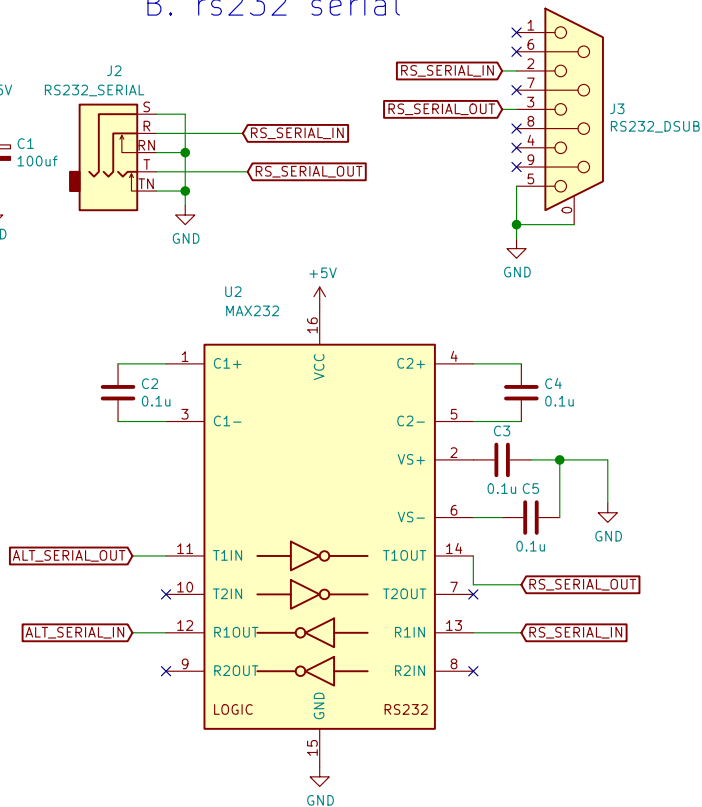 B. rs232 serial
J2
RS232_SERIAL
S
R
RN
T
TN
RS_SERIAL_IN
RS_SERIAL_OUT
GND
5V
C1
100uf
D
1
6
2
7
3
8
4
9
5
0
RS_SERIAL_IN
RS_SERIAL_OUT
J3
RS232_DSUB
GND
+5V
U2
MAX232
16
VCC
1 C1+
C2
0.1u
3 C1-
C2+ 4
C4
0.1u
C2- 5
C3
VS+ 2
0.1u
C5
VS- 6
0.1u
GND
ALT_SERIAL_OUT 11 T1IN
T1OUT 14
RS_SERIAL_OUT
10 T2IN
T2OUT 7
ALT_SERIAL_IN 12 R1OUT
R1IN 13 RS_SERIAL_IN
9 R2OUT
R2IN 8
LOGIC
GND
RS232
15
GND